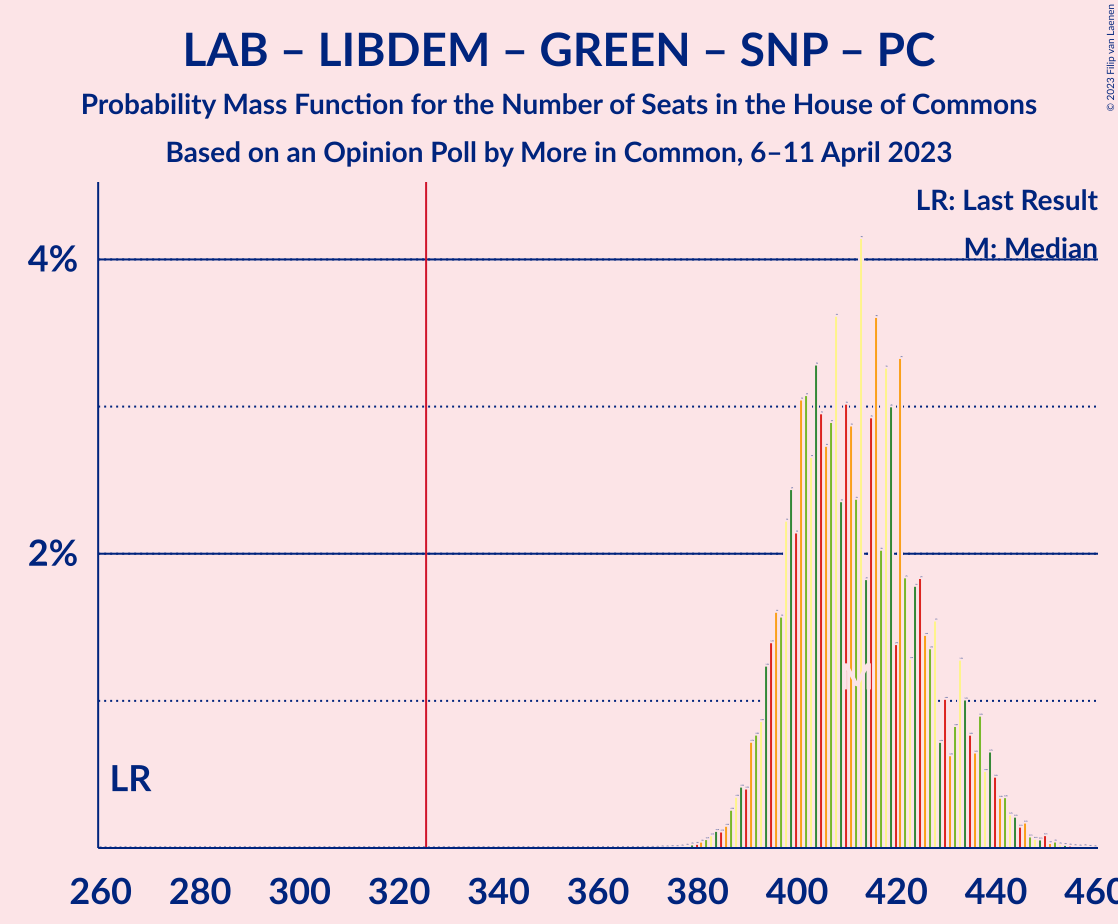 LAB – LIBDEM – GREEN – SNP – PC
Probability Mass Function for the Number of Seats in the House of Commons
Based on an Opinion Poll by More in Common, 6–11 April 2023
© 2023 Filip van Laenen
LR: Last Result
M: Median
4%
2%
M
LR
260 280 300 320 340 360 380 400 420 440 460